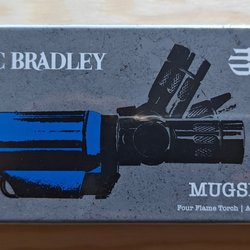 C BRADLEY
MUGS
Four Flame Torch | A